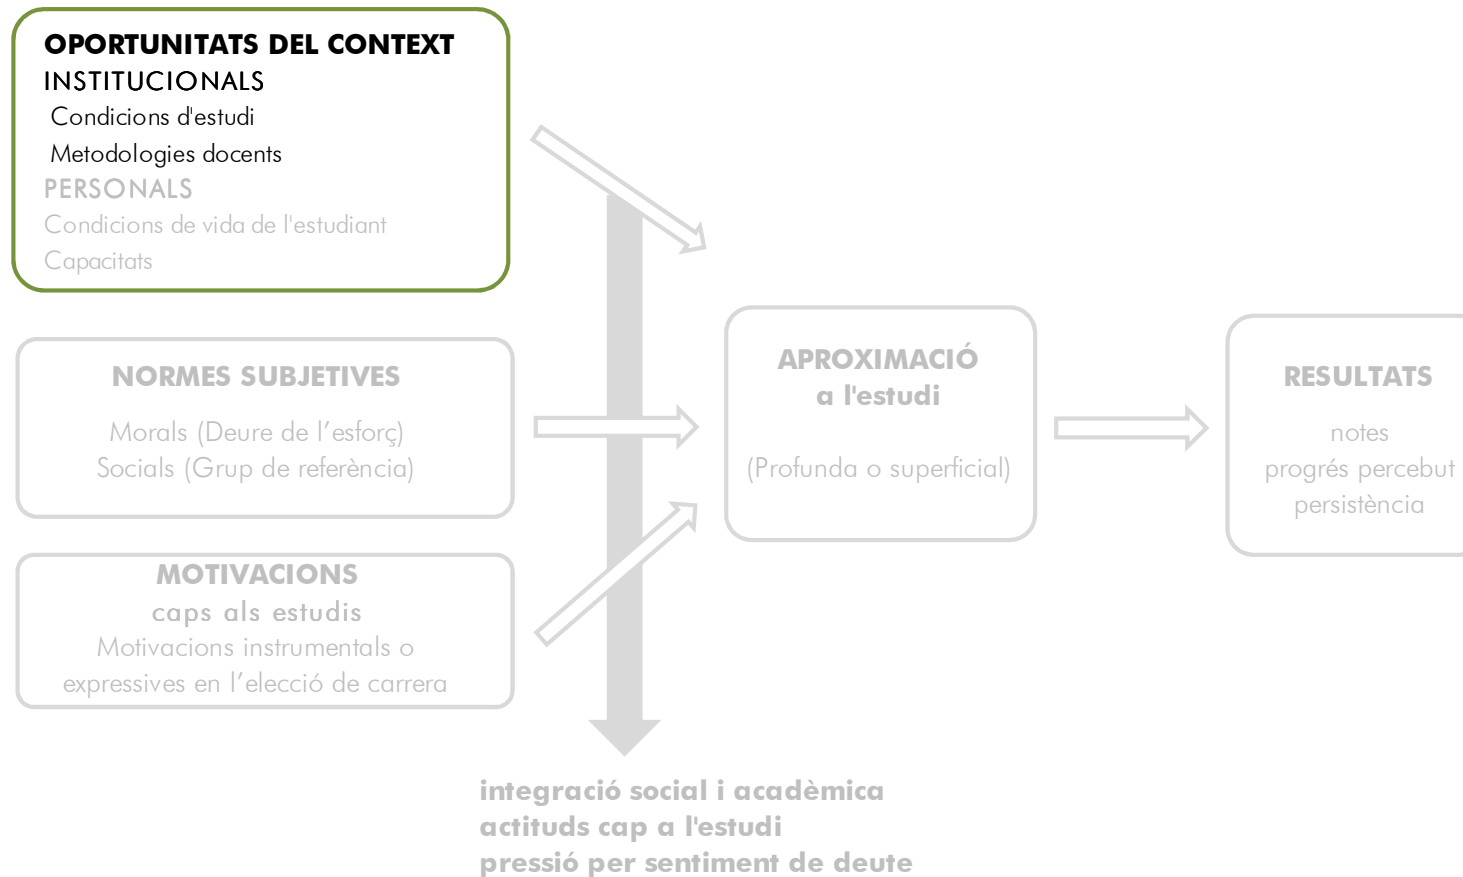 OPORTUNITATS DEL CONTEXT
INSTITUCIONALS
Condicions d'estudi
Metodologies docents
PERSONALS
Condicions de vida de l'estudiant
Capacitats
NORMES SUBJETIVES
Morals (Deure de l’esforç)
Socials (Grup de referència)
MOTIVACIONS
caps als estudis
Motivacions instrumentals o
expressives en l’elecció de carrera
APROXIMACIÓ
a l'estudi
(Profunda o superficial)
RESULTATS
notes
progrés percebut
persistència
integració social i acadèmica
actituds cap a l'estudi
pressió per sentiment de deute